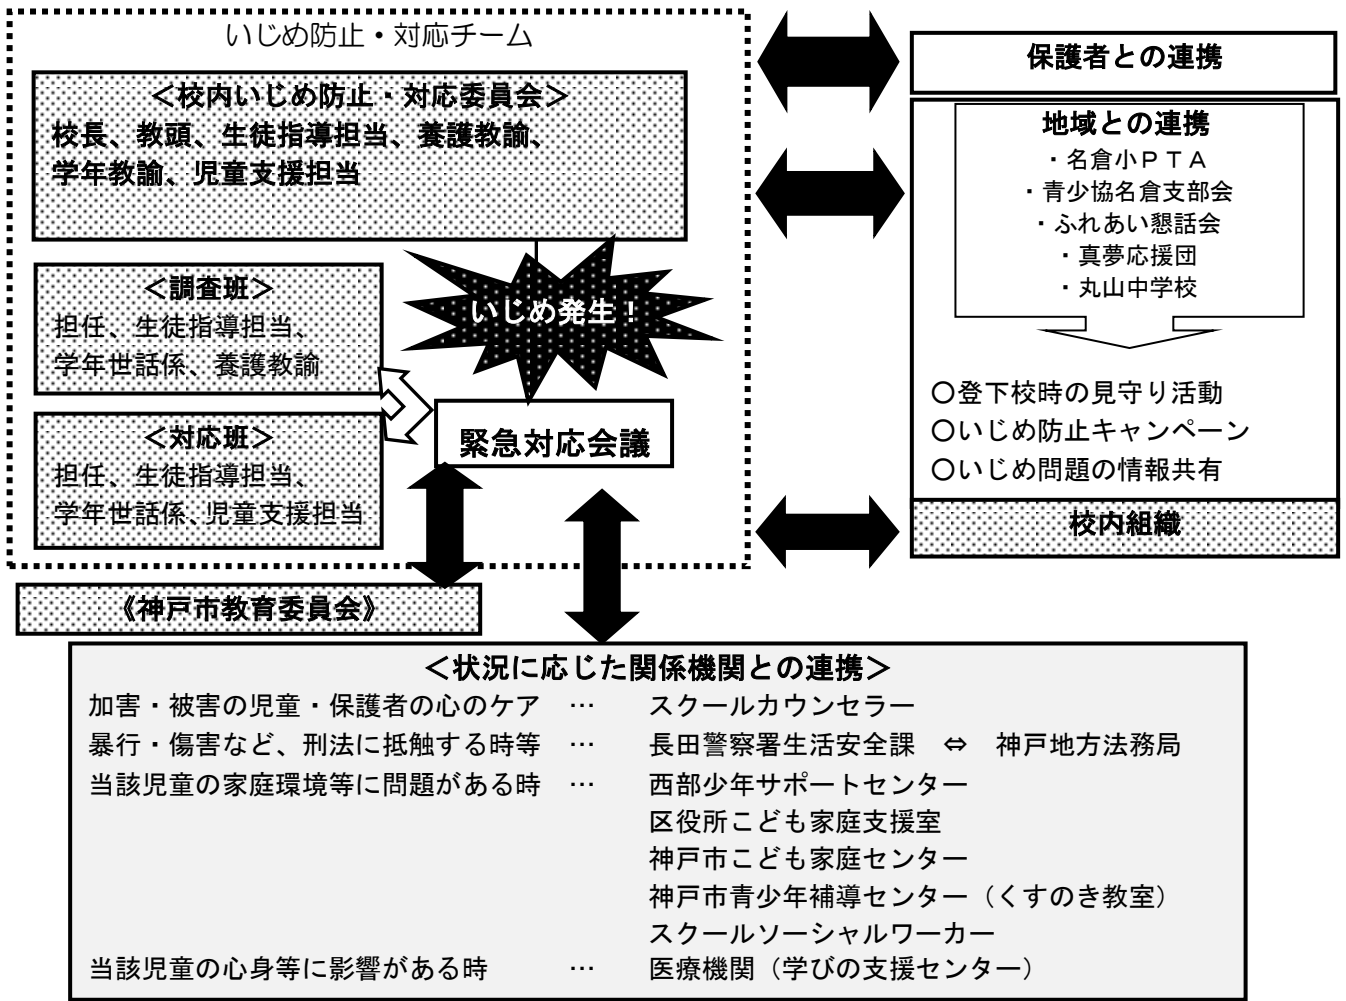 いじめ防止・対応チーム
＜校内いじめ防止・対応委員会＞
校長、教頭、生徒指導担当、養護教諭、
学年教諭、児童支援担当
＜調査班＞
担任、生徒指導担当、
学年世話係、養護教諭
いじめ発生！
＜対応班＞
担任、生徒指導担当、
学年世話係、児童支援担当
緊急対応会議
保護者との連携
地域との連携
・名倉小ＰＴＡ
・青少協名倉支部会
・ふれあい懇話会
・真夢応援団
・丸山中学校
〇登下校時の見守り活動
〇いじめ防止キャンペーン
〇いじめ問題の情報共有
校内組織
《神戸市教育委員会》
＜状況に応じた関係機関との連携＞
加害・被害の児童・保護者の心のケア　…　スクールカウンセラー
暴行・傷害など、刑法に抵触する時等　…　長田警察署生活安全課　⇔　神戸地方法務局
当該児童の家庭環境等に問題がある時　…　西部少年サポートセンター
区役所こども家庭支援室
神戸市こども家庭センター
神戸市青少年補導センター（くすのき教室）
スクールソーシャルワーカー
当該児童の心身等に影響がある時　…　医療機関（学びの支援センター）